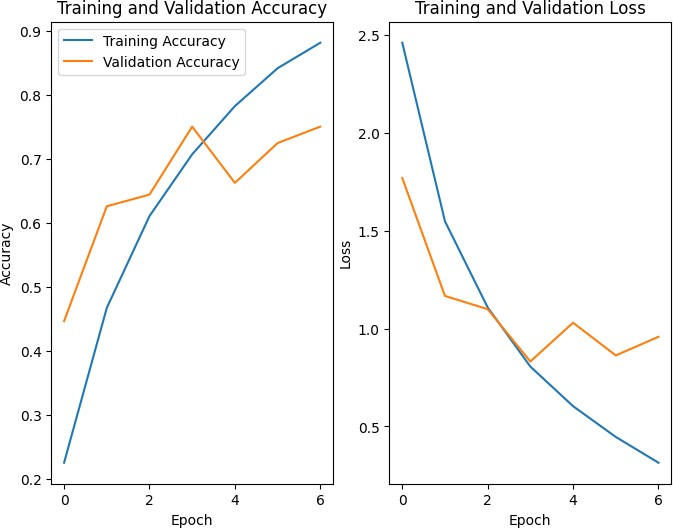 Training and Validation Accuracy
Training Accuracy
Validation Accuracy
0.9
0.8
0.7
0.6
0.5
0.4
0.3
0.2
Accuracy
0 2 4 6
Epoch
Training and Validation Loss
2.5
2.0
1.5
1.0
0.5
Loss
0 2 4 6
Epoch